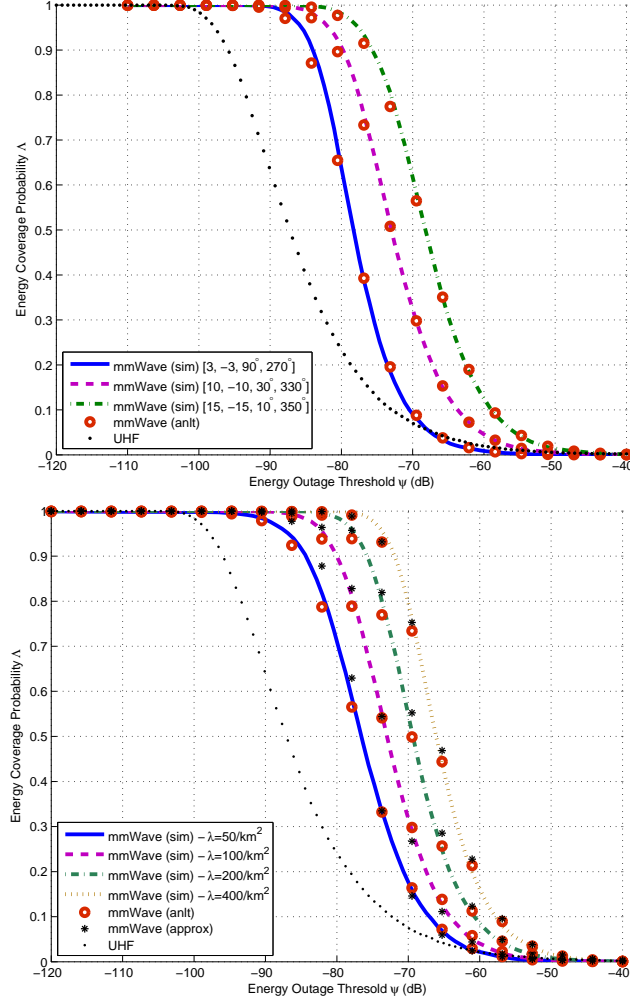 1
0.9
0.8
0.7
0.6
0.5
0.4
0.3
0.2
0.1
0
Energy Coverage Probability Λ
mmWave (sim) [3, −3, 90°, 270°]
mmWave (sim) [10, −10, 30°, 330°]
mmWave (sim) [15, −15, 10°, 350°]
mmWave (anlt)
UHF
−120 −110 −100 −90 −80 −70 −60 −50 −40
Energy Outage Threshold ψ (dB)
1
0.9
0.8
0.7
0.6
0.5
0.4
0.3
0.2
0.1
0
Energy Coverage Probability Λ
mmWave (sim) − λ=50/km²
mmWave (sim) − λ=100/km²
mmWave (sim) − λ=200/km²
mmWave (sim) − λ=400/km²
mmWave (anlt)
mmWave (approx)
UHF
−120 −110 −100 −90 −80 −70 −60 −50 −40
Energy Outage Thresold ψ (dB)